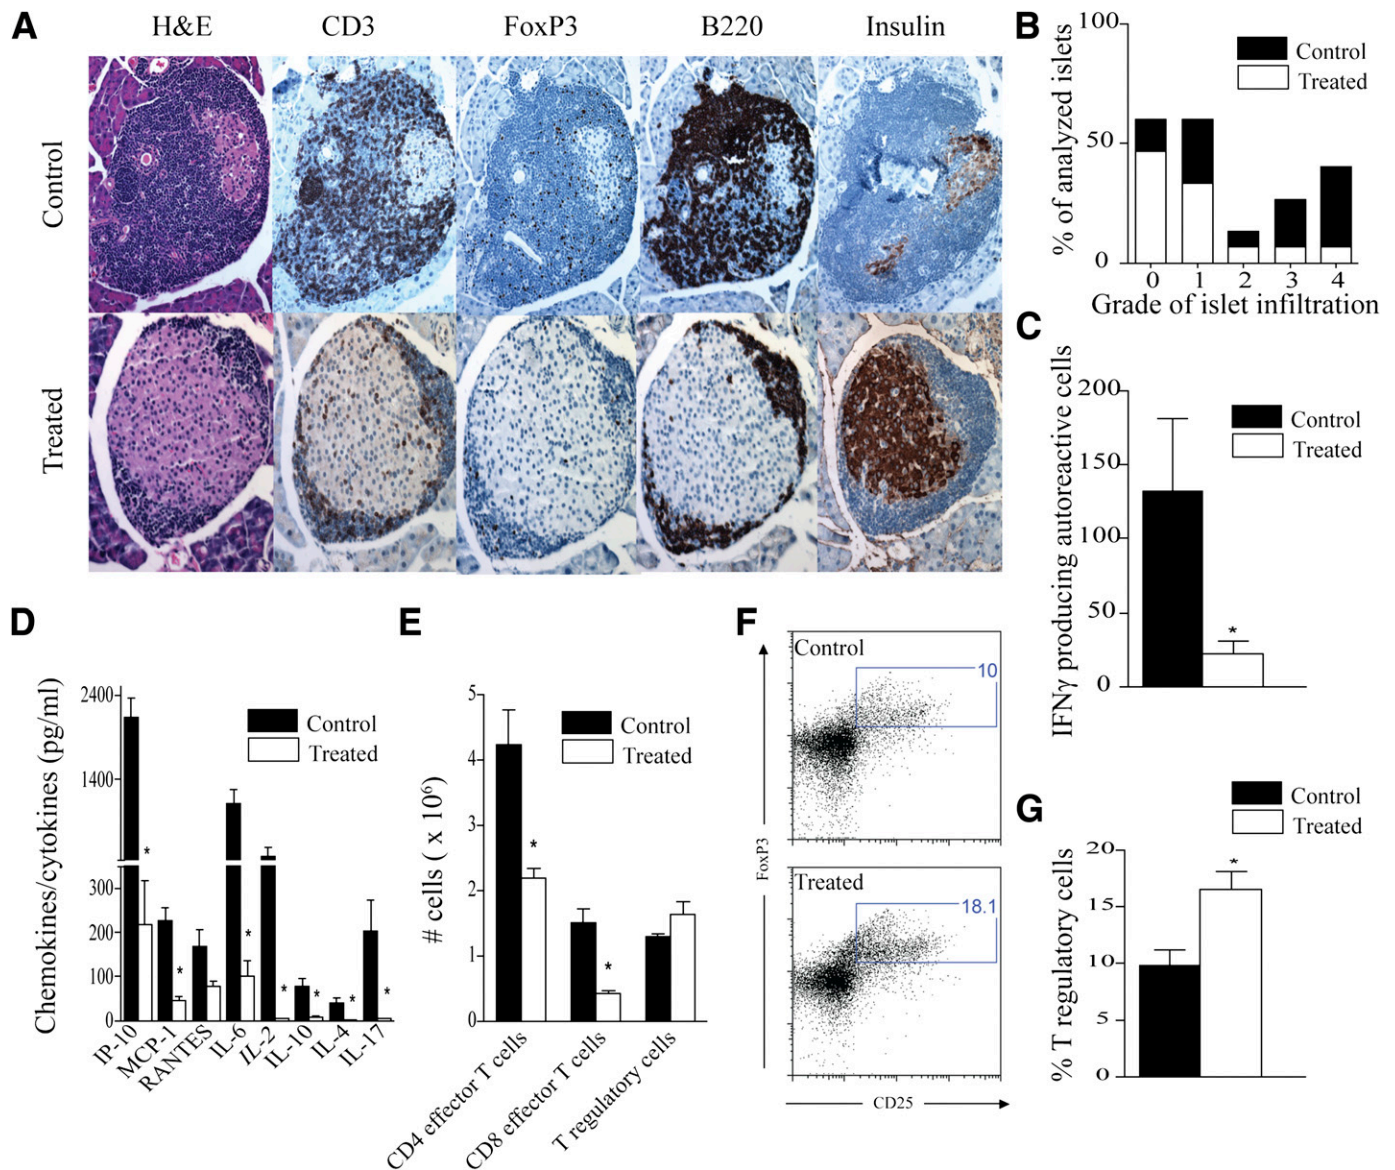 A
H&E
CD3
FoxP3
B220
Insulin
Control
Treated
B
% of analyzed islets
100
50
0
Control
Treated
0 1 2 3 4
Grade of islet infiltration
C
IFNγ producing autoreactive cells
200
150
100
50
0
Control
Treated
*
D
Chemokines/cytokines (pg/ml)
2400
1400
300
200
100
0
Control
Treated
* * * * * * *
IP-10
MCP-1
RANTES
IL-6
IL-2
IL-10
IL-4
IL-17
E
# cells ( x 10⁶)
5
4
3
2
1
0
Control
Treated
* *
CD4 effector T cells
CD8 effector T cells
T regulatory cells
F
Control
10
Treated
18.1
FoxP3
CD25
G
Control
Treated
% T regulatory cells
20
15
10
5
0
*